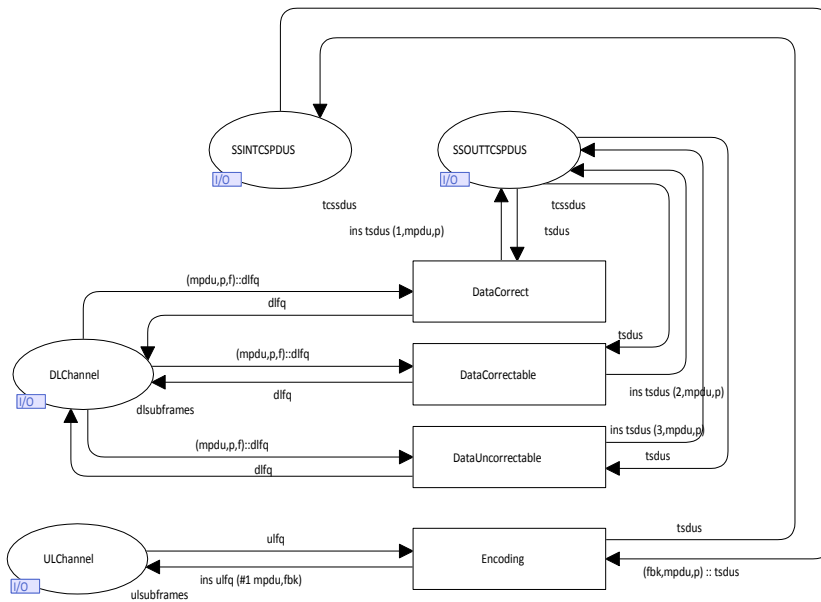 SSINTCSPDUS
SSOUTTCSPDUS
I/O
I/O
tcssdus
tcssdus
ins tsdus (1,mpdu,p)
tsdus
(mpdu,p,f)::dlfq
DataCorrect
dlfq
tsdus
(mpdu,p,f)::dlfq
DLChannel
DataCorrectable
dlfq
ins tsdus (2,mpdu,p)
I/O
dlsubframes
ins tsdus (3,mpdu,p)
(mpdu,p,f)::dlfq
DataUncorrectable
tsdus
dlfq
tsdus
ulfq
ULChannel
Encoding
ins ulfq (#1 mpdu,fbk)
(fbk,mpdu,p) :: tsdus
I/O
ulsubframes